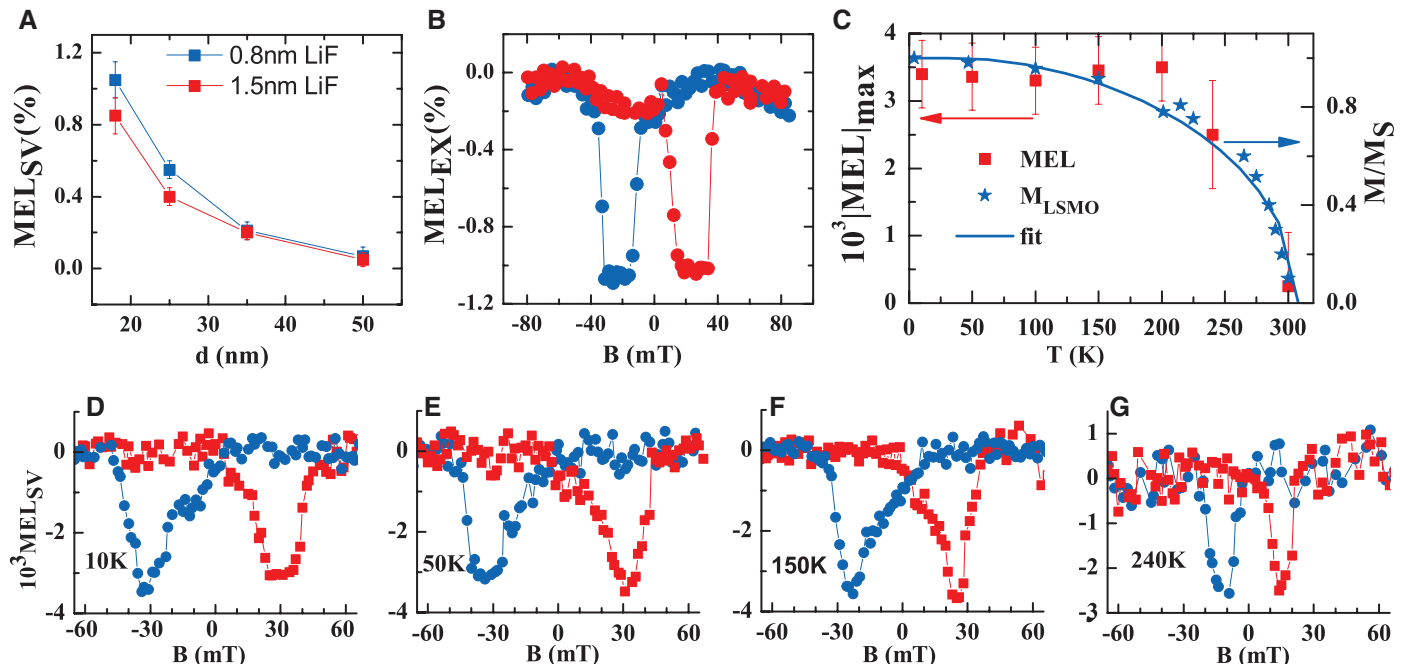 A
MEL_SV(%)
1.2
0.8
0.4
0.0
0.8nm LiF
1.5nm LiF
20
30
40
50
d (nm)
B
MEL_EX(%)
0.0
-0.4
-0.8
-1.2
-80
-40
0
40
80
B (mT)
C
10^3|MEL|_max
4
3
2
1
0
MEL
M_LSMO
fit
0.8
0.4
0.0
M/M_S
0
50
100
150
200
250
300
T (K)
D
10^3MEL_SV
0
-2
-4
10K
-60
-30
0
30
60
B (mT)
E
0
-2
-4
50K
-60
-30
0
30
60
B (mT)
F
0
-2
-4
150K
-60
-30
0
30
60
B (mT)
G
1
0
-1
-2
-3
240K
-60
-30
0
30
60
B (mT)